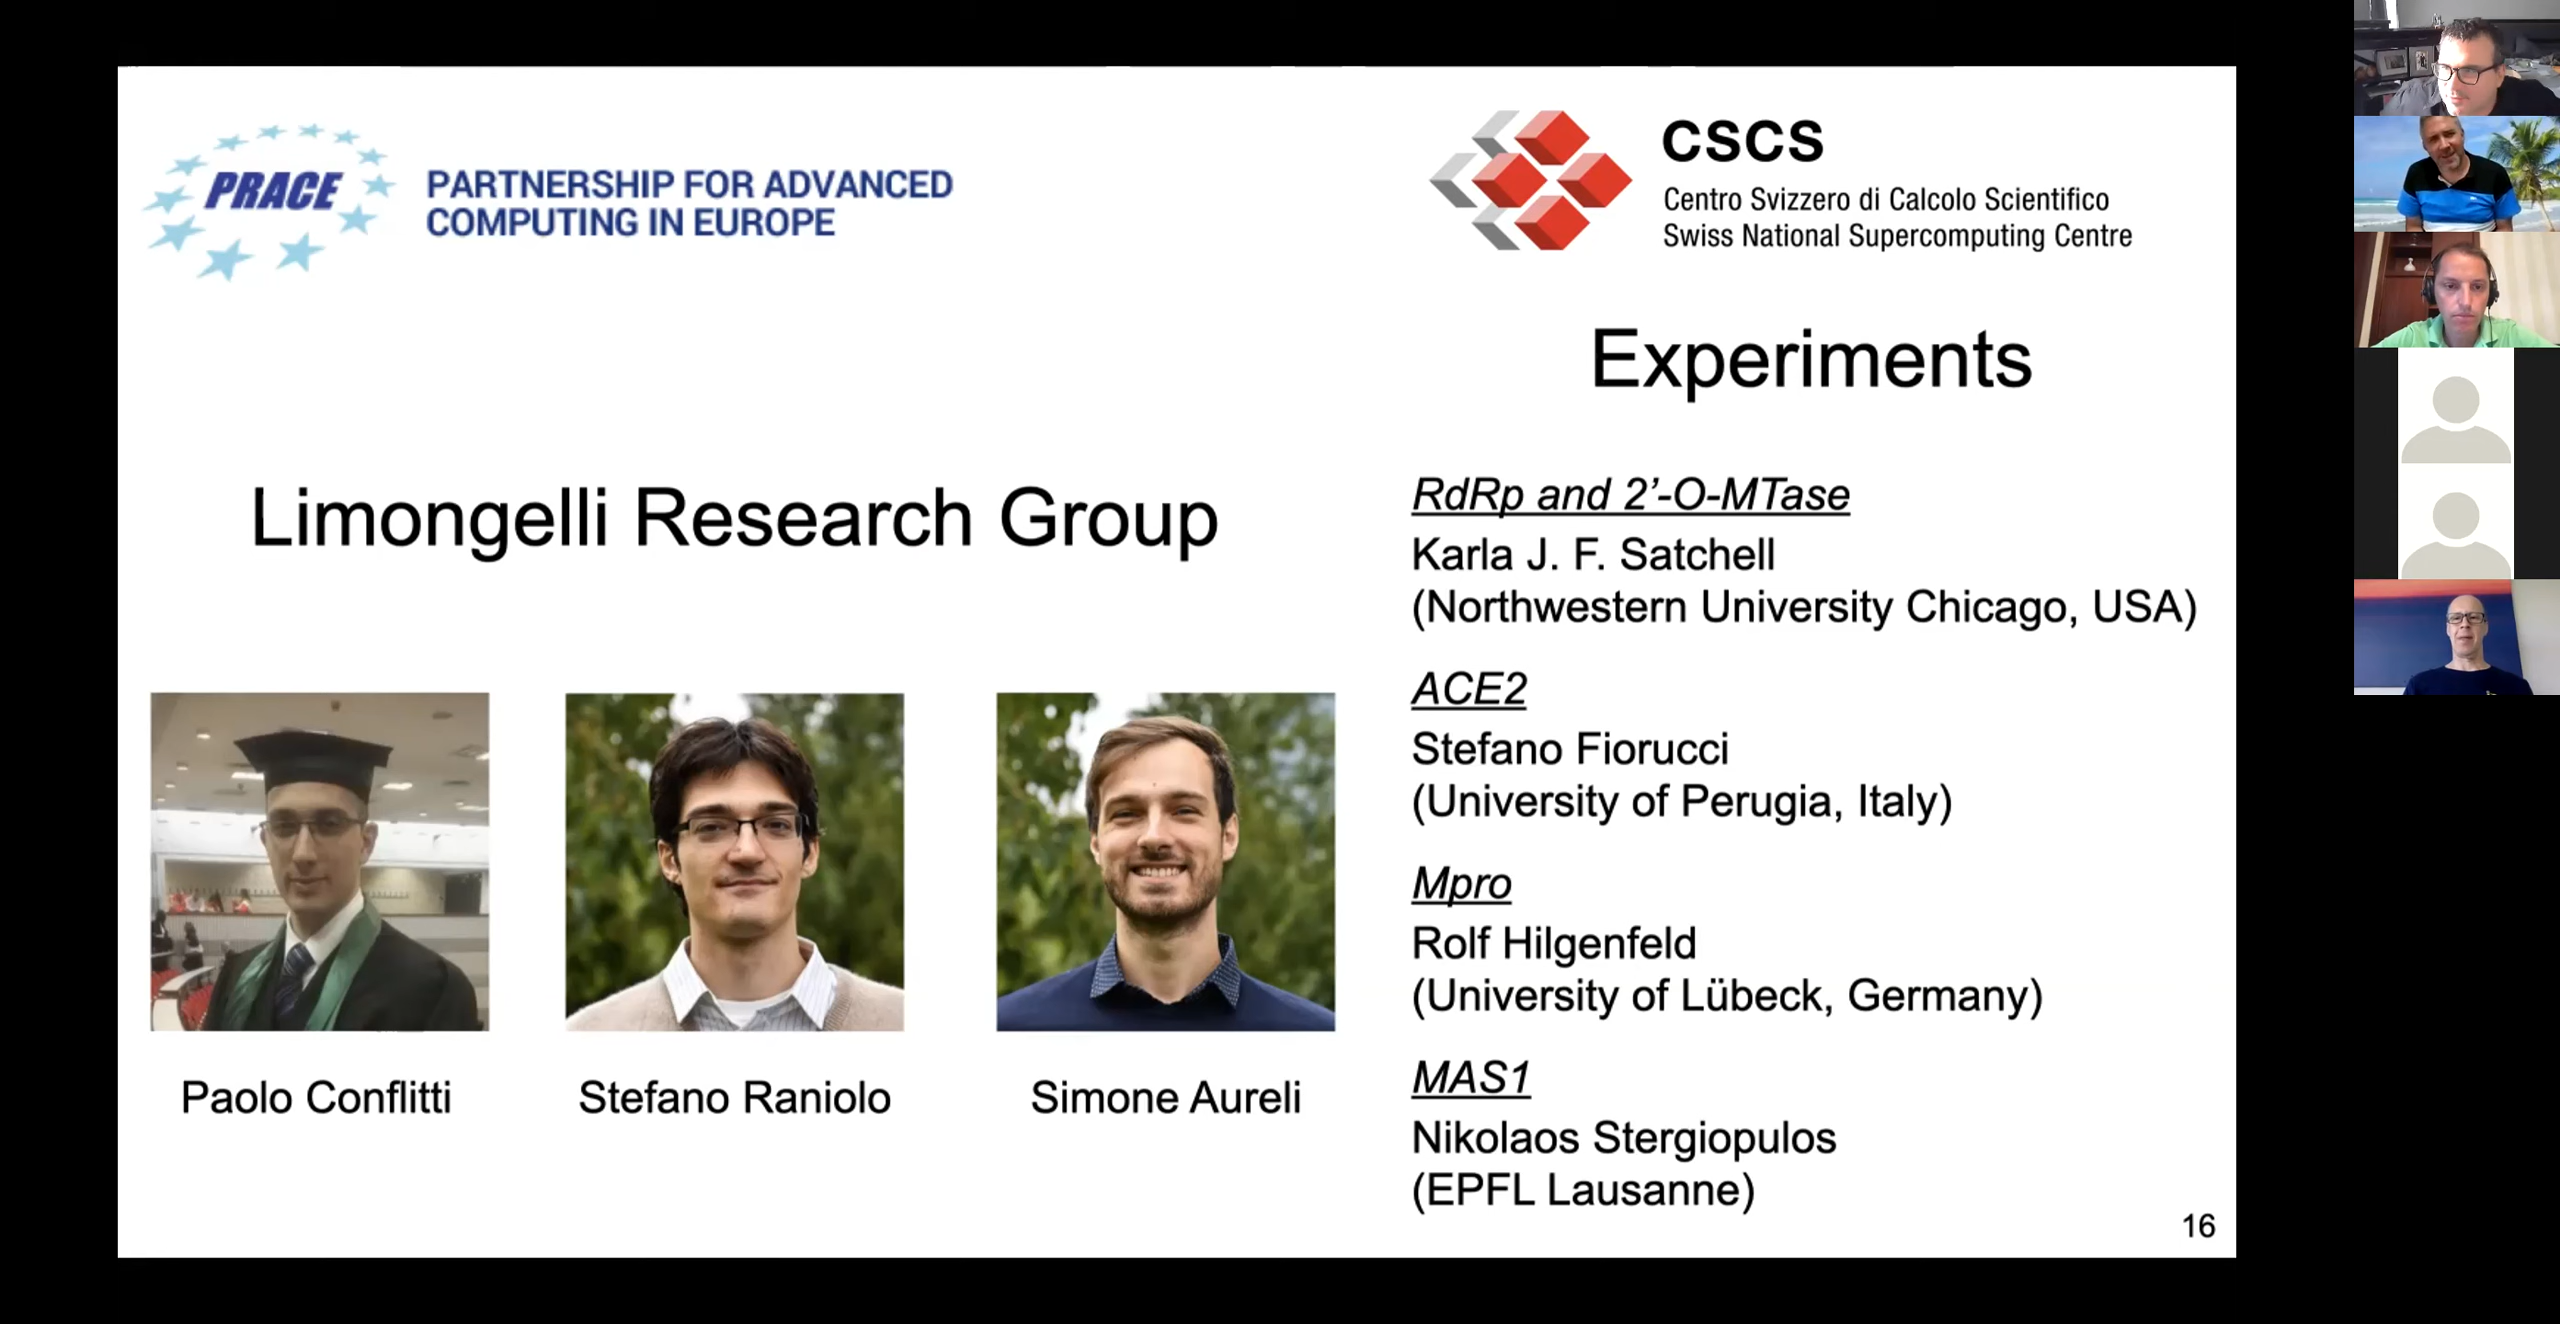 PRACE
PARTNERSHIP FOR ADVANCED
COMPUTING IN EUROPE
CSCS
Centro Svizzero di Calcolo Scientifico
Swiss National Supercomputing Centre
Limongelli Research Group
Paolo Conflitti
Stefano Raniolo
Simone Aureli
Experiments
RdRp and 2’-O-MTase
Karla J. F. Satchell
(Northwestern University Chicago, USA)
ACE2
Stefano Fiorucci
(University of Perugia, Italy)
Mpro
Rolf Hilgenfeld
(University of Lübeck, Germany)
MAS1
Nikolaos Stergiopulos
(EPFL Lausanne)
16